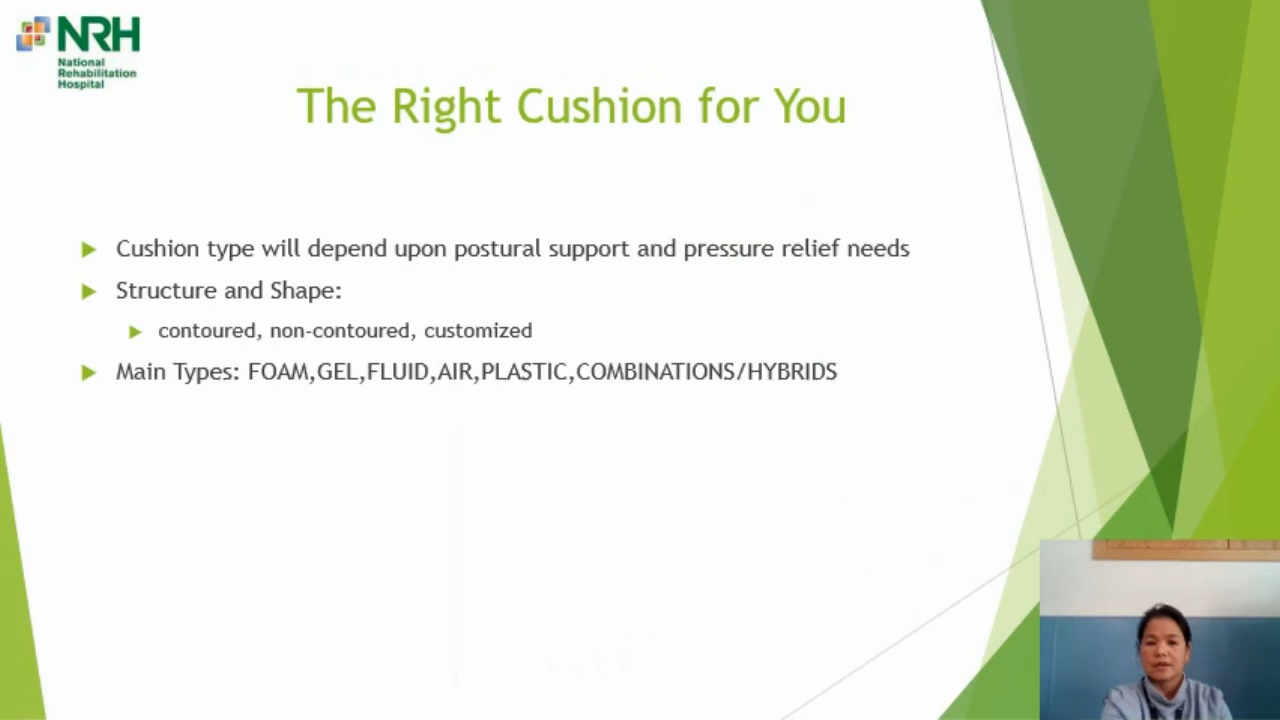 NRH
National
Rehabilitation
Hospital
The Right Cushion for You
Cushion type will depend upon postural support and pressure relief needs
Structure and Shape:
contoured, non-contoured, customized
Main Types: FOAM,GEL,FLUID,AIR,PLASTIC,COMBINATIONS/HYBRIDS